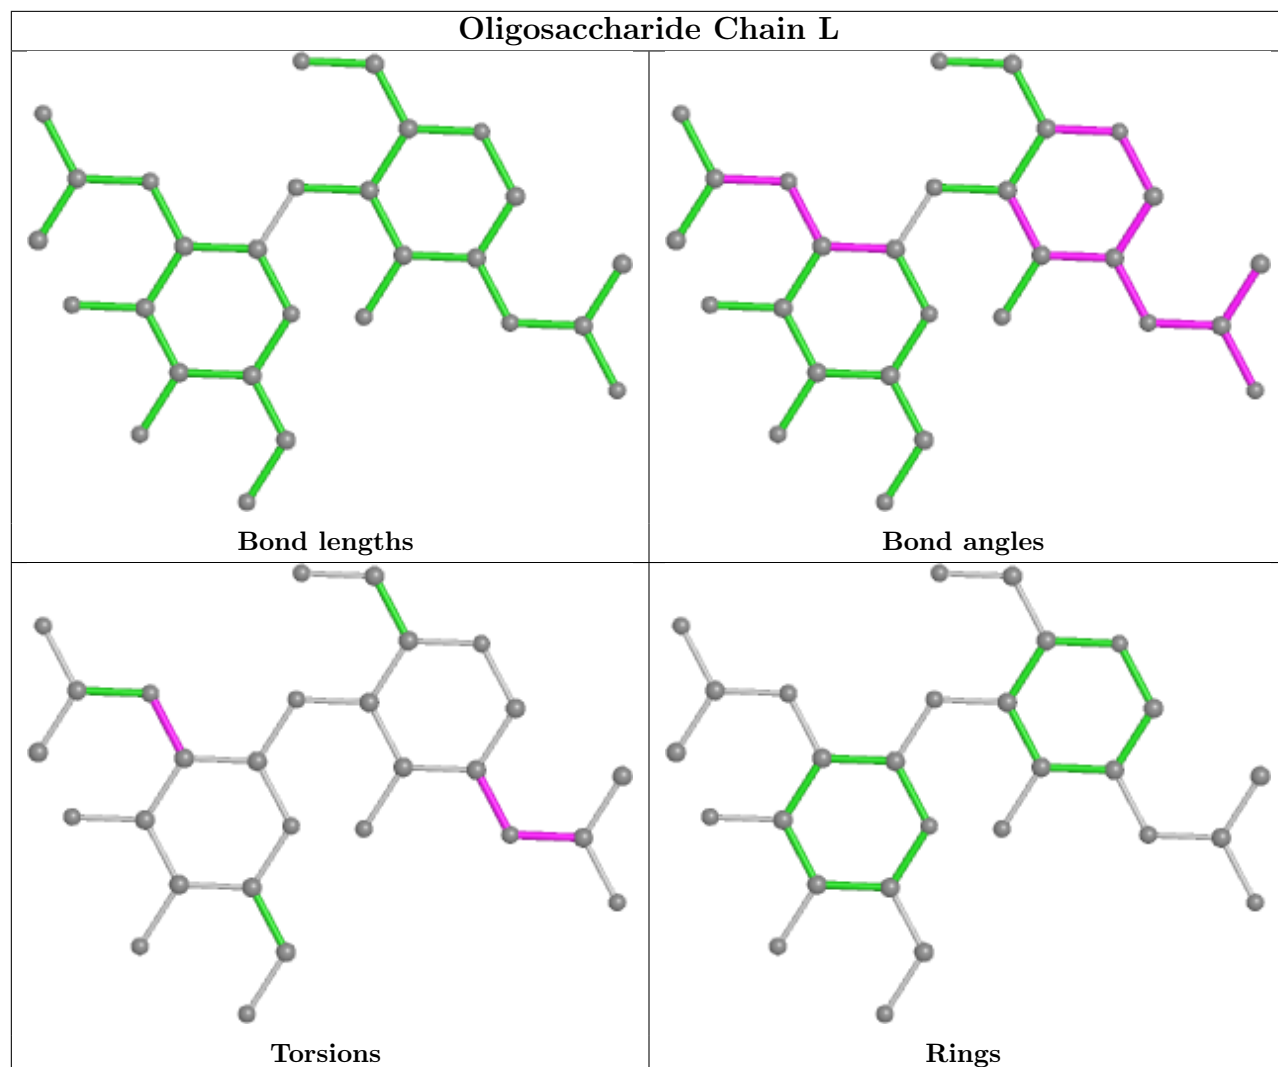 Oligosaccharide Chain L
Bond lengths
Bond angles
Torsions
Rings